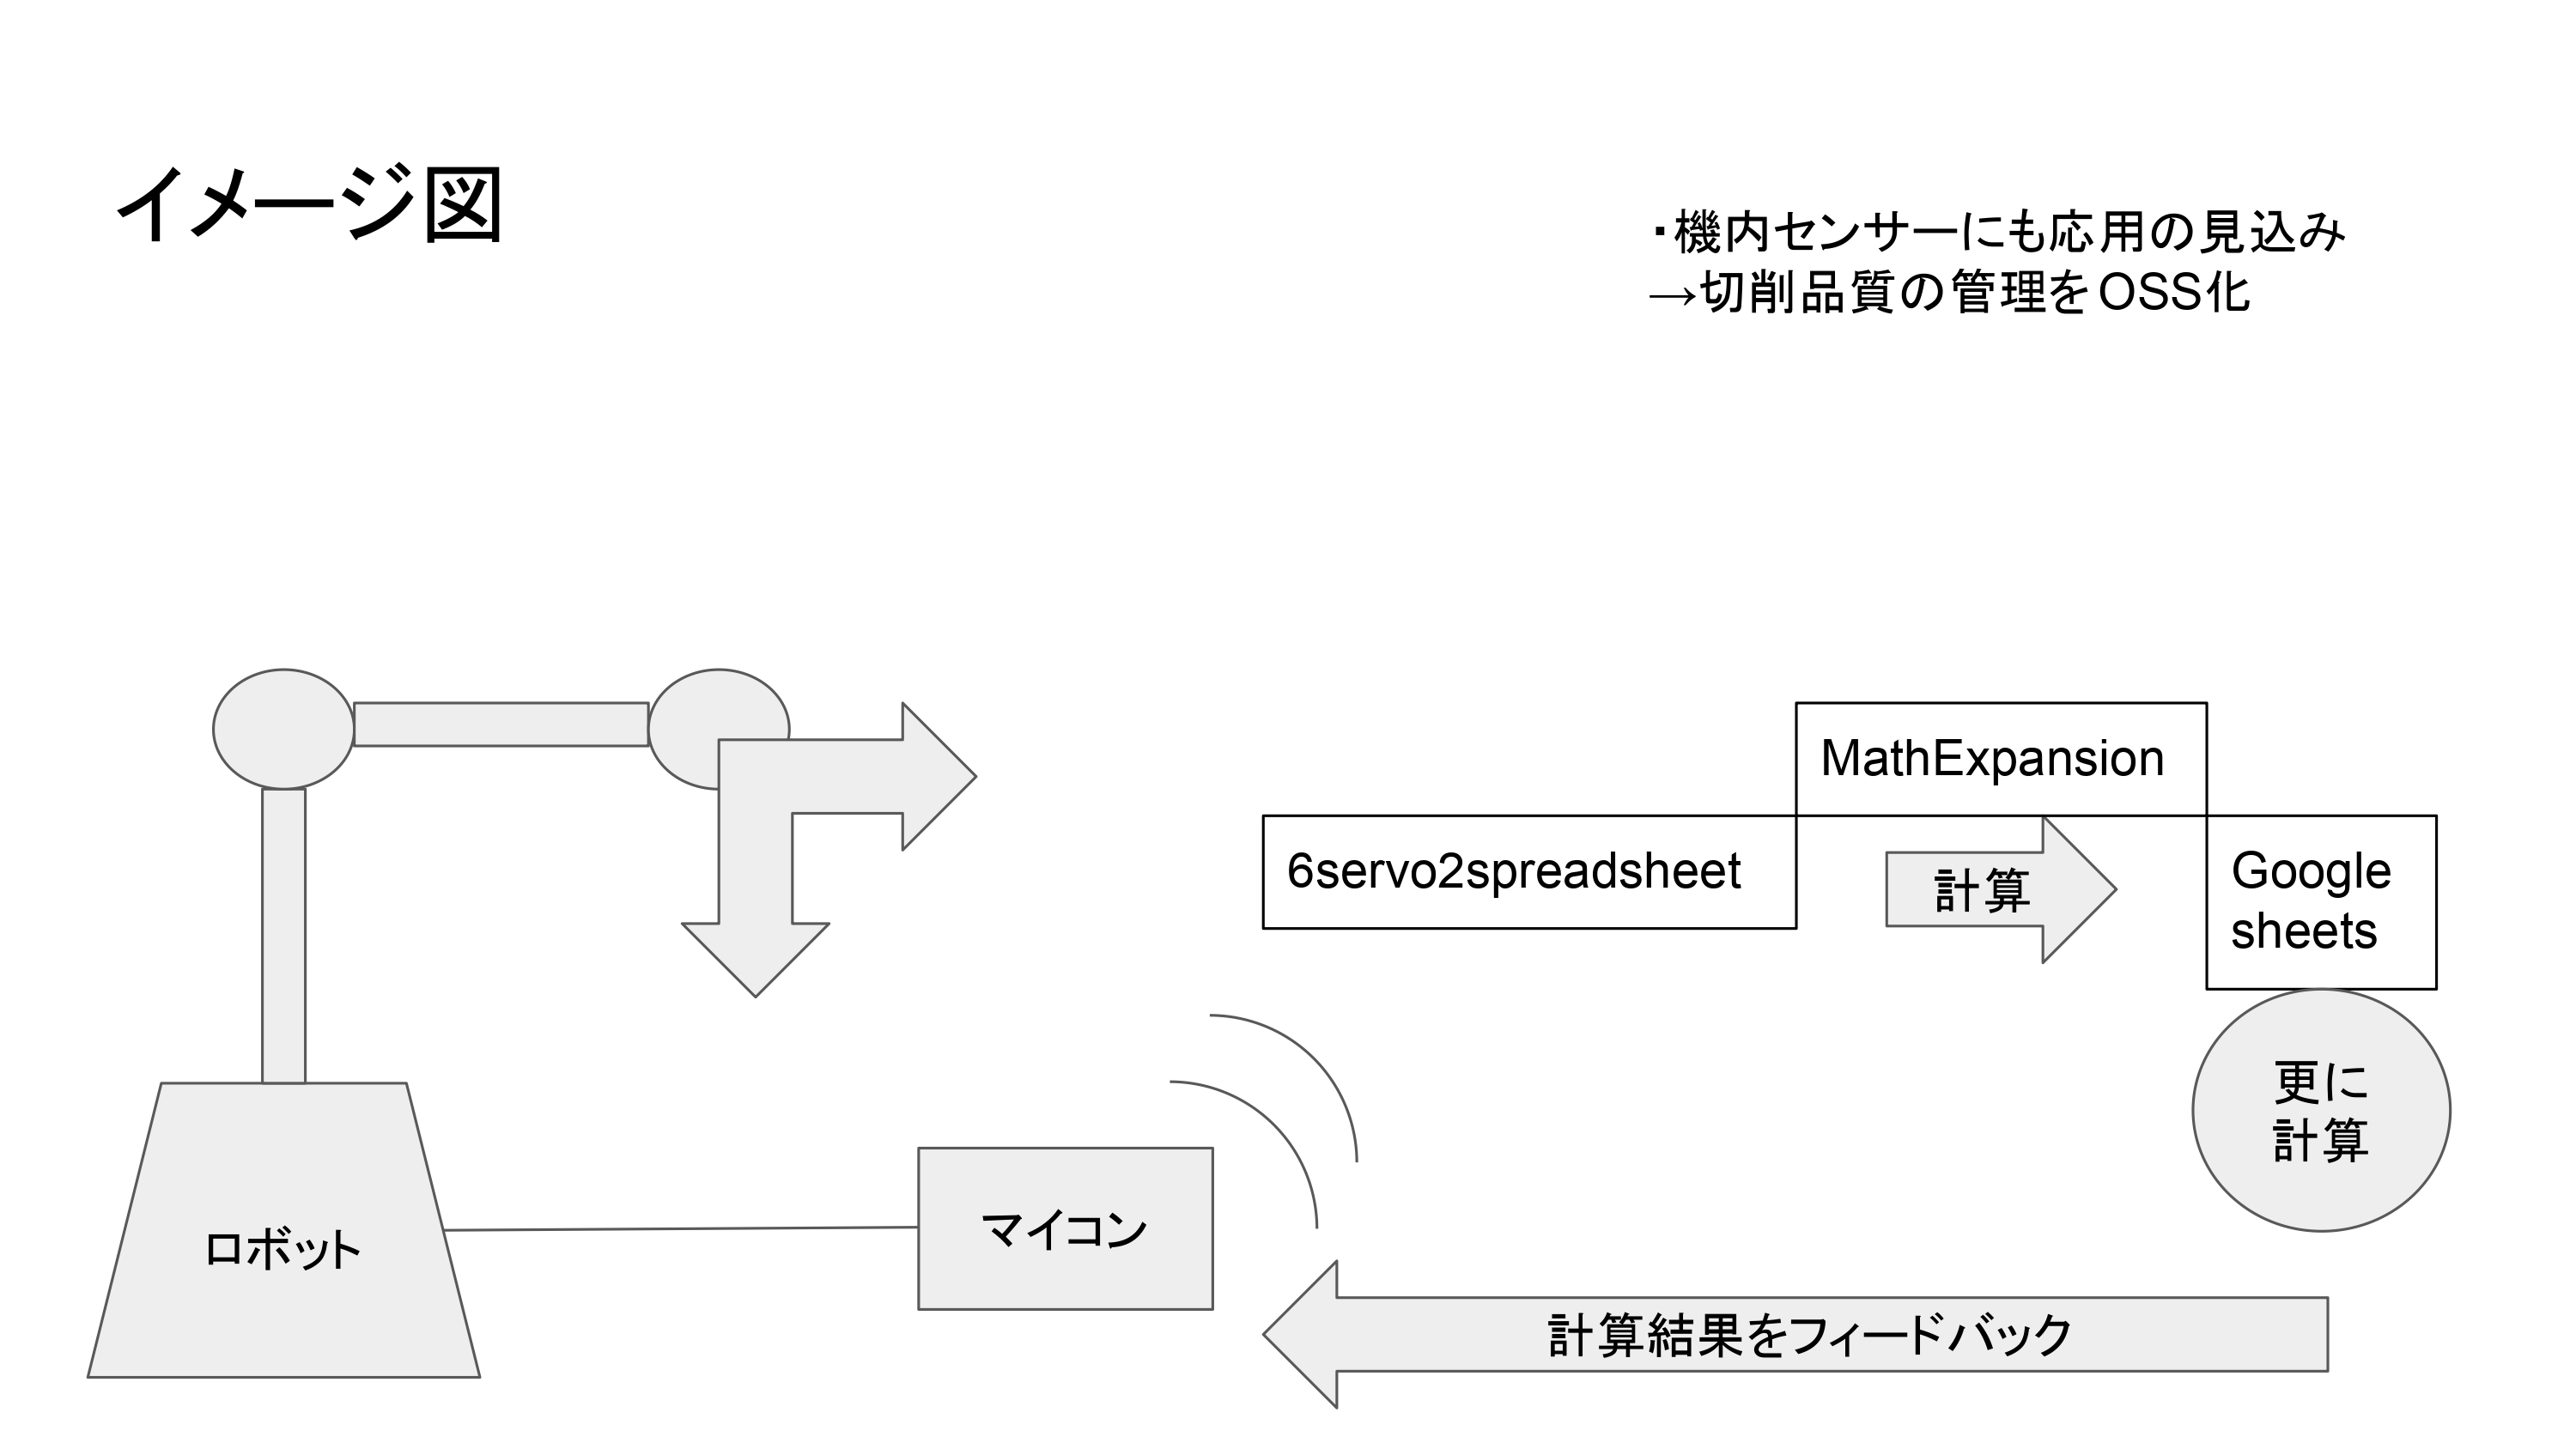 イメージ図
・機内センサーにも応用の見込み
→切削品質の管理をOSS化
MathExpansion
6servo2spreadsheet
計算
Google
sheets
更に
計算
ロボット
マイコン
計算結果をフィードバック